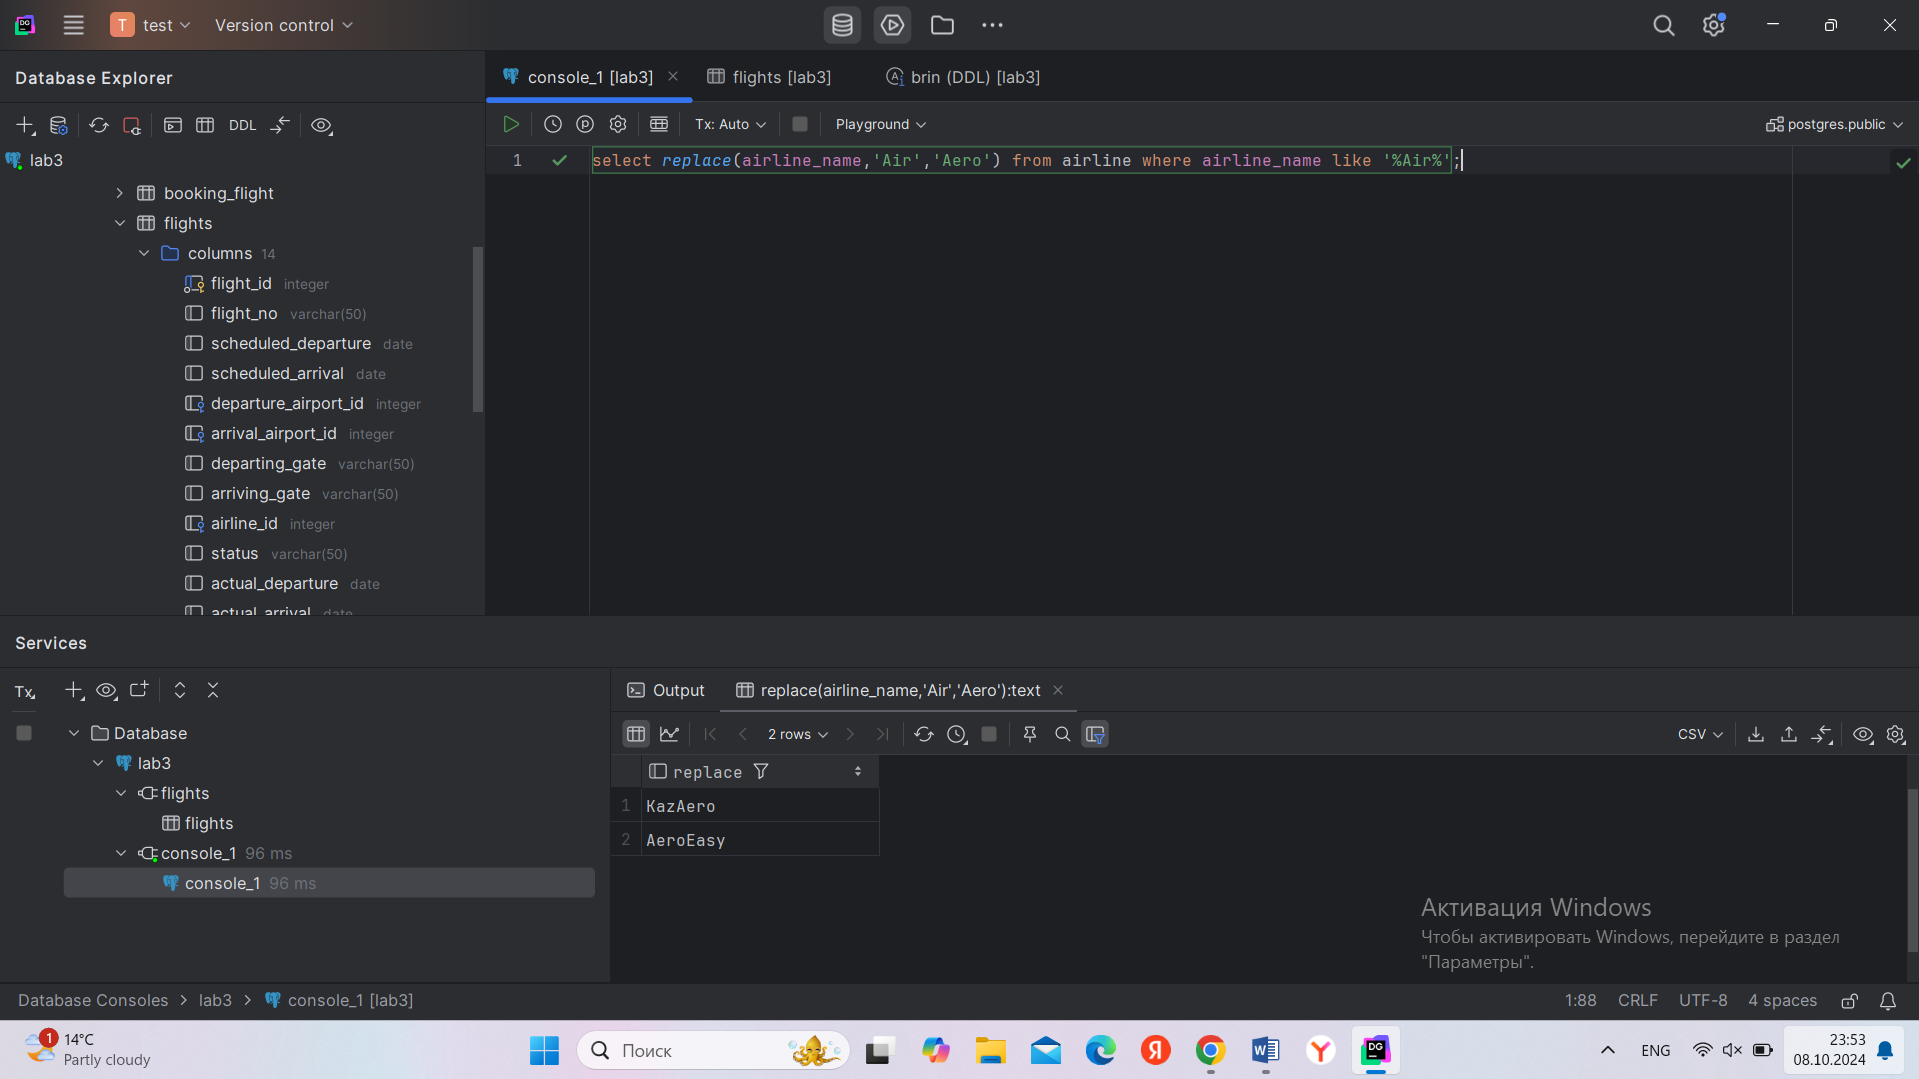 T test Version control
Database Explorer
console_1 [lab3]
flights [lab3]
brin (DDL) [lab3]
DDL
Tx: Auto
Playground
postgres.public
lab3
1
select replace(airline_name,'Air','Aero') from airline where airline_name like '%Air%';
booking_flight
flights
columns 14
flight_id integer
flight_no varchar(50)
scheduled_departure date
scheduled_arrival date
departure_airport_id integer
arrival_airport_id integer
departing_gate varchar(50)
arriving_gate varchar(50)
airline_id integer
status varchar(50)
actual_departure date
actual_arrival date
Services
Tx
Database
lab3
flights
flights
console_1 96 ms
console_1 96 ms
Output
replace(airline_name,'Air','Aero'):text
2 rows
CSV
replace
1 KazAero
2 AeroEasy
Активация Windows
Чтобы активировать Windows, перейдите в раздел
"Параметры".
Database Consoles > lab3 > console_1 [lab3]
1:88 CRLF UTF-8 4 spaces
1
14°C
Partly cloudy
Поиск
ENG
23:53
08.10.2024